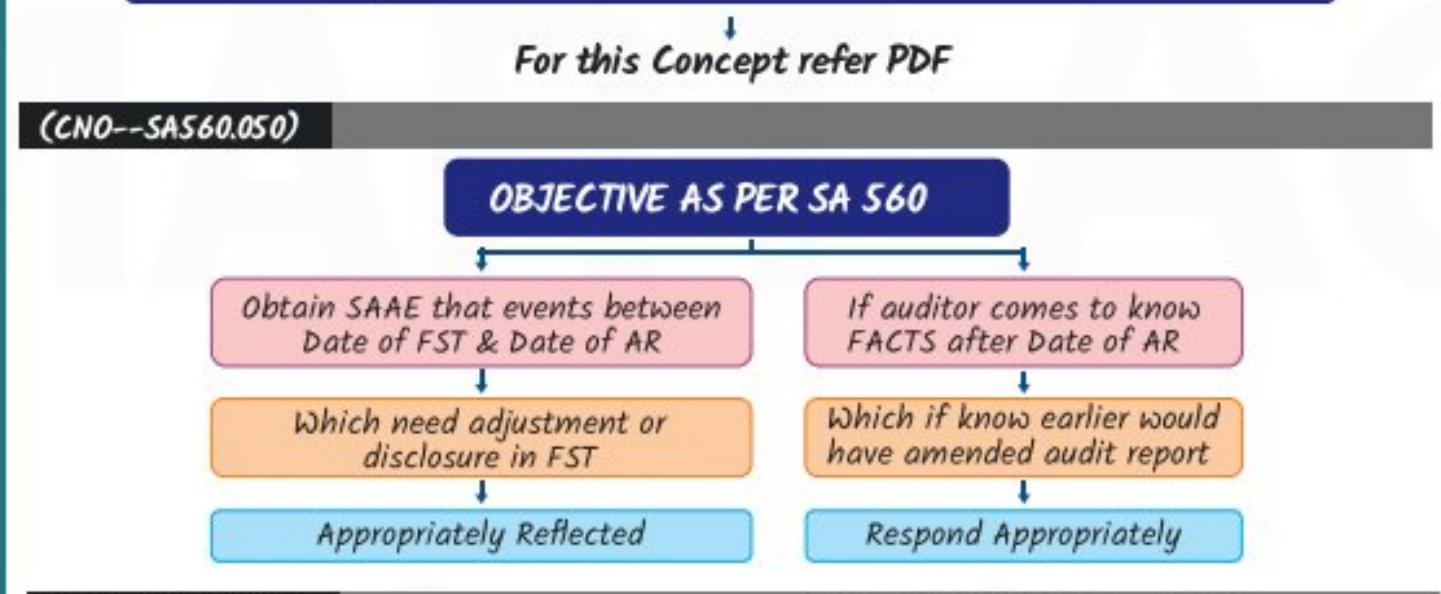 For this Concept refer PDF
(CNO--SA560.050)
OBJECTIVE AS PER SA 560
Obtain SAAE that events between
Date of FST & Date of AR
If auditor comes to know
FACTS after Date of AR
Which need adjustment or
disclosure in FST
Which if know earlier would
have amended audit report
Appropriately Reflected
Respond Appropriately